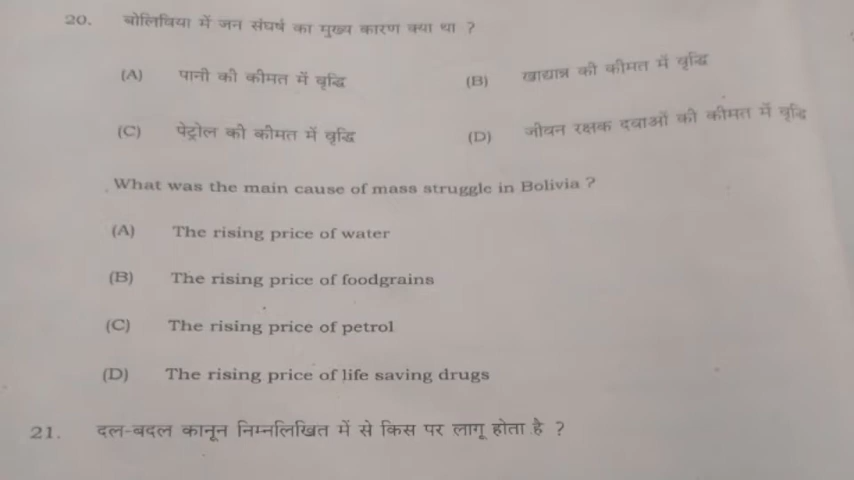 20. बोलिविया में जन संघर्ष का मुख्य कारण क्या था ?
(A) पानी की कीमत में वृद्धि (B) खाद्यान्न की कीमत में वृद्धि
(C) पेट्रोल की कीमत में वृद्धि (D) जीवन रक्षक दवाओं की कीमत में वृद्धि
What was the main cause of mass struggle in Bolivia ?
(A) The rising price of water
(B) The rising price of foodgrains
(C) The rising price of petrol
(D) The rising price of life saving drugs
21. दल-बदल कानून निम्नलिखित में से किस पर लागू होता है ?